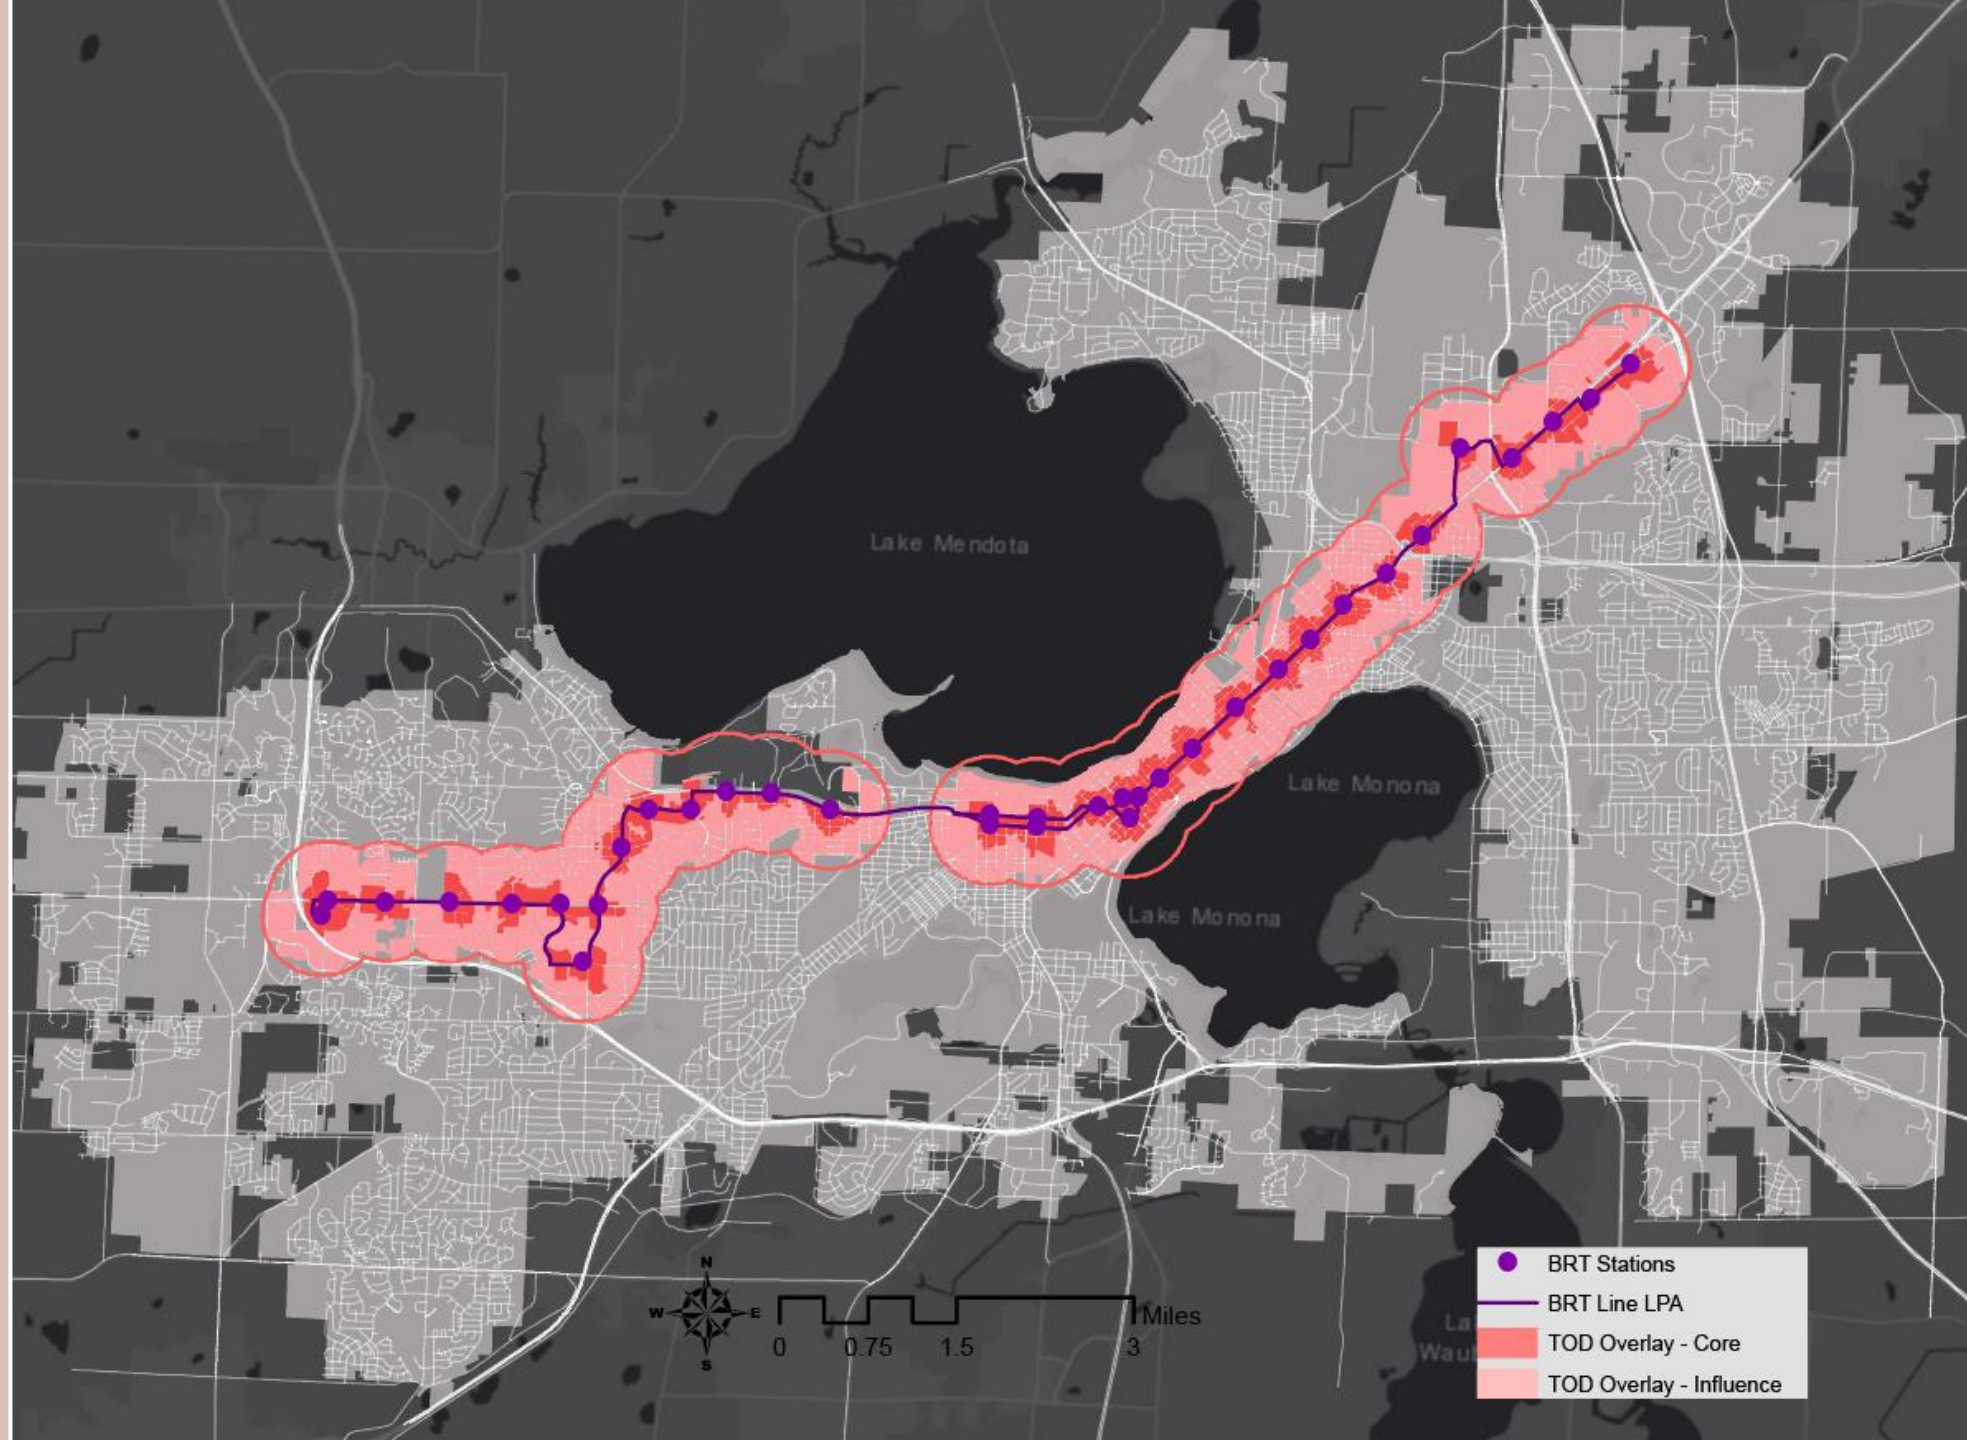 Lake Mendota
Lake Monona
Lake Monona
N
W E
S
Miles
0 0.75 1.5 3
BRT Stations
BRT Line LPA
TOD Overlay - Core
TOD Overlay - Influence